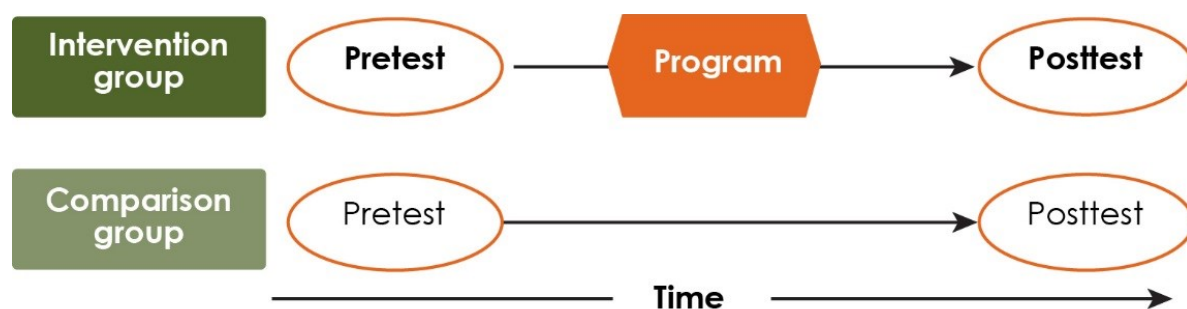 Intervention
group
Pretest
Program
Posttest
Comparison
group
Pretest
Posttest
Time